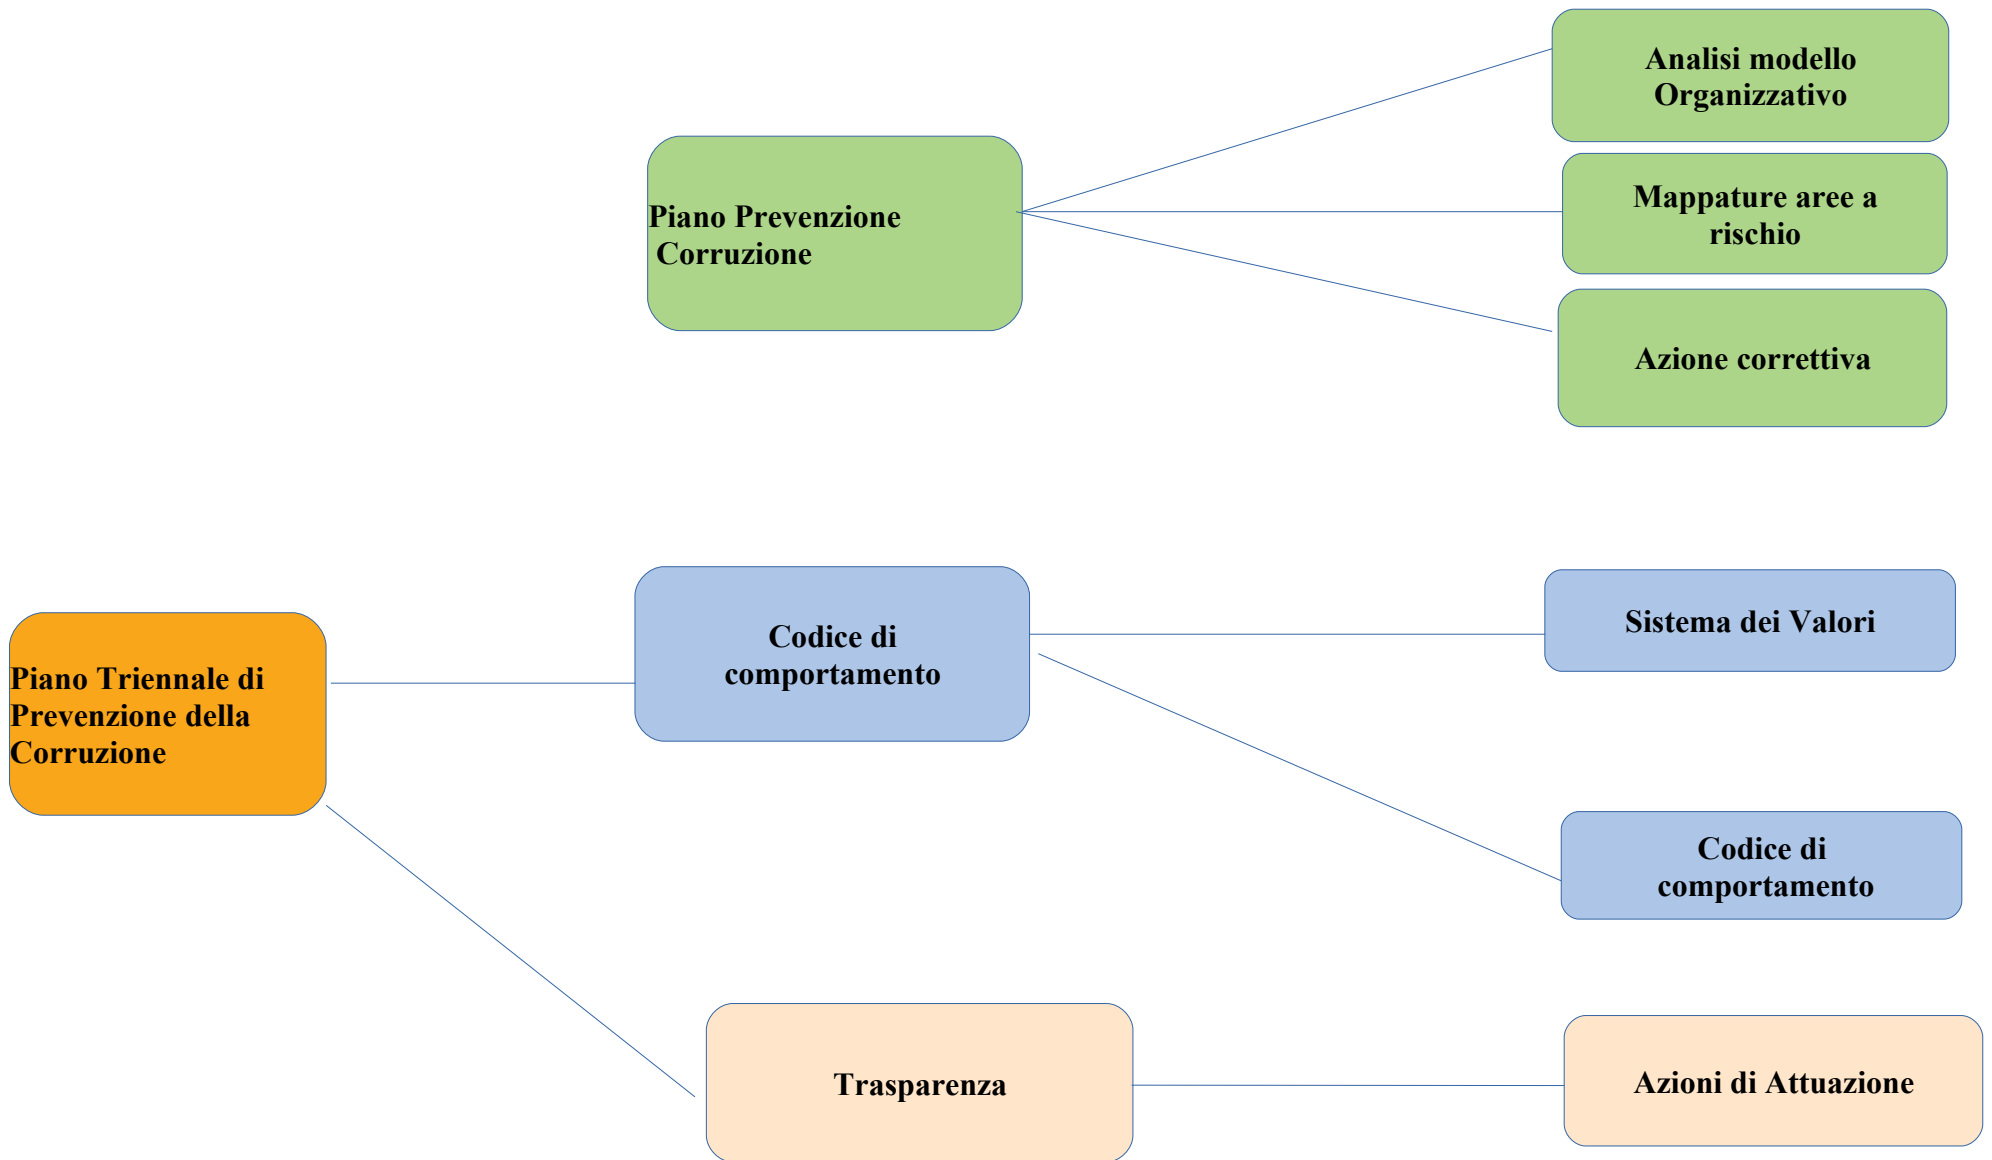 Analisi modello
Organizzativo
Piano Prevenzione
Corruzione
Mappature aree a
rischio
Azione correttiva
Piano Triennale di
Prevenzione della
Corruzione
Codice di
comportamento
Sistema dei Valori
Codice di
comportamento
Trasparenza
Azioni di Attuazione